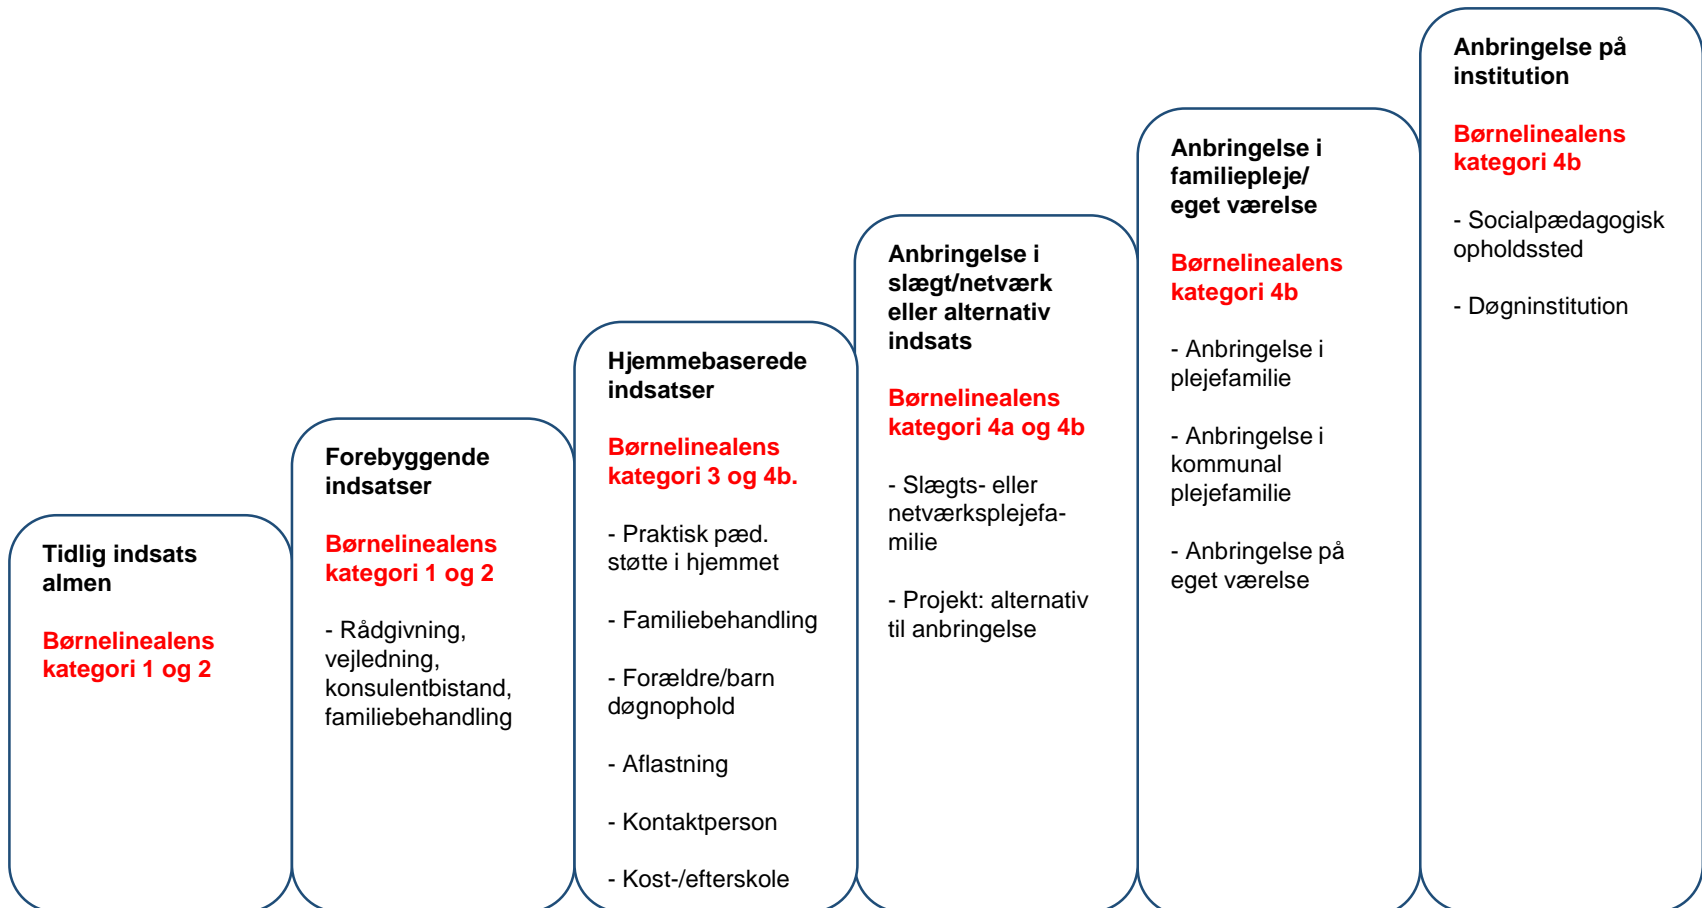 Tidlig indsats
almen
Børnelinealens
kategori 1 og 2
Forebyggende
indsatser
Børnelinealens
kategori 1 og 2
- Rådgivning,
vejledning,
konsulentbistand,
familiebehandling
Hjemmebaserede
indsatser
Børnelinealens
kategori 3 og 4b.
- Praktisk pæd.
støtte i hjemmet
- Familiebehandling
- Forældre/barn
døgnophold
- Aflastning
- Kontaktperson
- Kost-/efterskole
Anbringelse i
slægt/netværk
eller alternativ
indsats
Børnelinealens
kategori 4a og 4b
- Slægts- eller
netværksplejefa-
milie
- Projekt: alternativ
til anbringelse
Anbringelse i
familiepleje/
eget værelse
Børnelinealens
kategori 4b
- Anbringelse i
plejefamilie
- Anbringelse i
kommunal
plejefamilie
- Anbringelse på
eget værelse
Anbringelse på
institution
Børnelinealens
kategori 4b
- Socialpædagogisk
opholdssted
- Døgninstitution